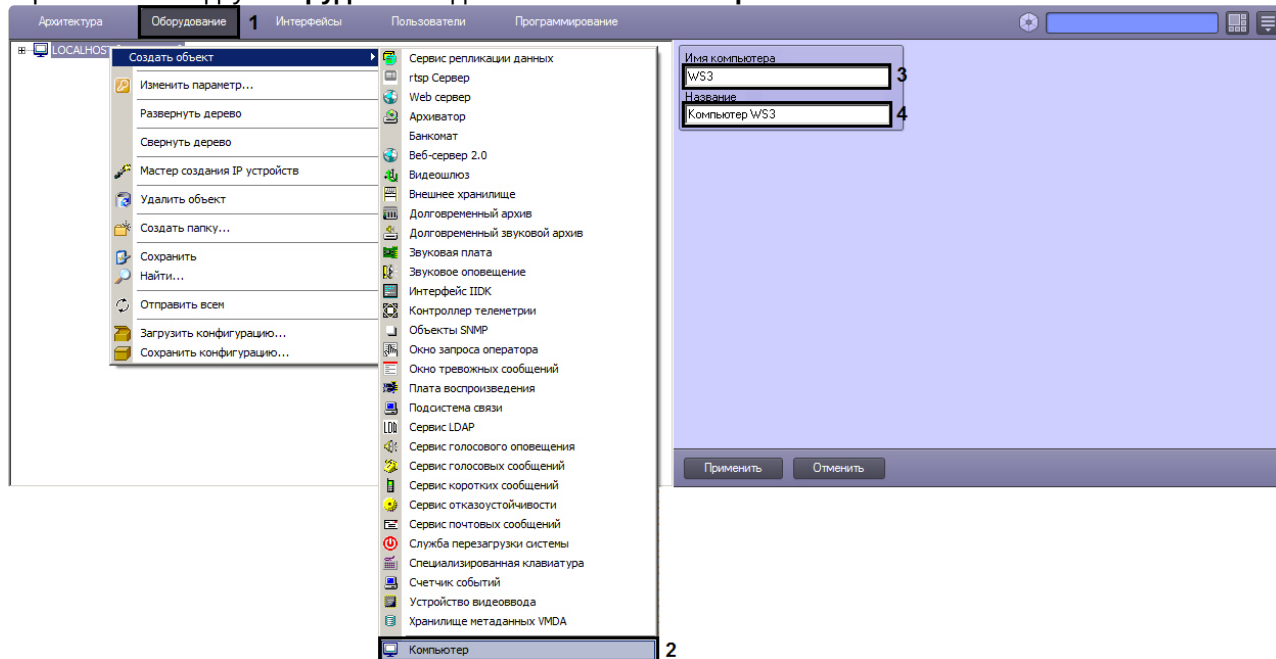 Архитектура
Оборудование
1
Интерфейсы
Пользователи
Программирование
LOCALHOS
Создать объект
Изменить параметр...
Развернуть дерево
Свернуть дерево
Мастер создания IP устройств
Удалить объект
Создать папку...
Сохранить
Найти...
Отправить всем
Загрузить конфигурацию...
Сохранить конфигурацию...
Сервис репликации данных
rtsp Сервер
Web сервер
Архиватор
Банкомат
Веб-сервер 2.0
Видеошлюз
Внешнее хранилище
Долговременный архив
Долговременный звуковой архив
Звуковая плата
Звуковое оповещение
Интерфейс IIDK
Контроллер телеметрии
Объекты SNMP
Окно запроса оператора
Окно тревожных сообщений
Плата воспроизведения
Подсистема связи
Сервис LDAP
Сервис голосового оповещения
Сервис голосовых сообщений
Сервис коротких сообщений
Сервис отказоустойчивости
Сервис почтовых сообщений
Служба перезагрузки системы
Специализированная клавиатура
Счетчик событий
Устройство видеоввода
Хранилище метаданных VMDA
Компьютер
2
Имя компьютера
WS3
3
Название
Компьютер WS3
4
Применить
Отменить